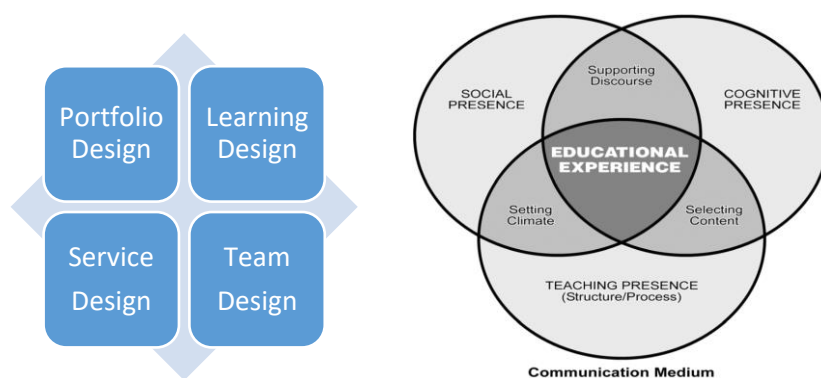 Portfolio
Design
Learning
Design
Service
Design
Team
Design
SOCIAL
PRESENCE
Supporting
Discourse
COGNITIVE
PRESENCE
EDUCATIONAL
EXPERIENCE
Setting
Climate
Selecting
Content
TEACHING PRESENCE
(Structure/Process)
Communication Medium